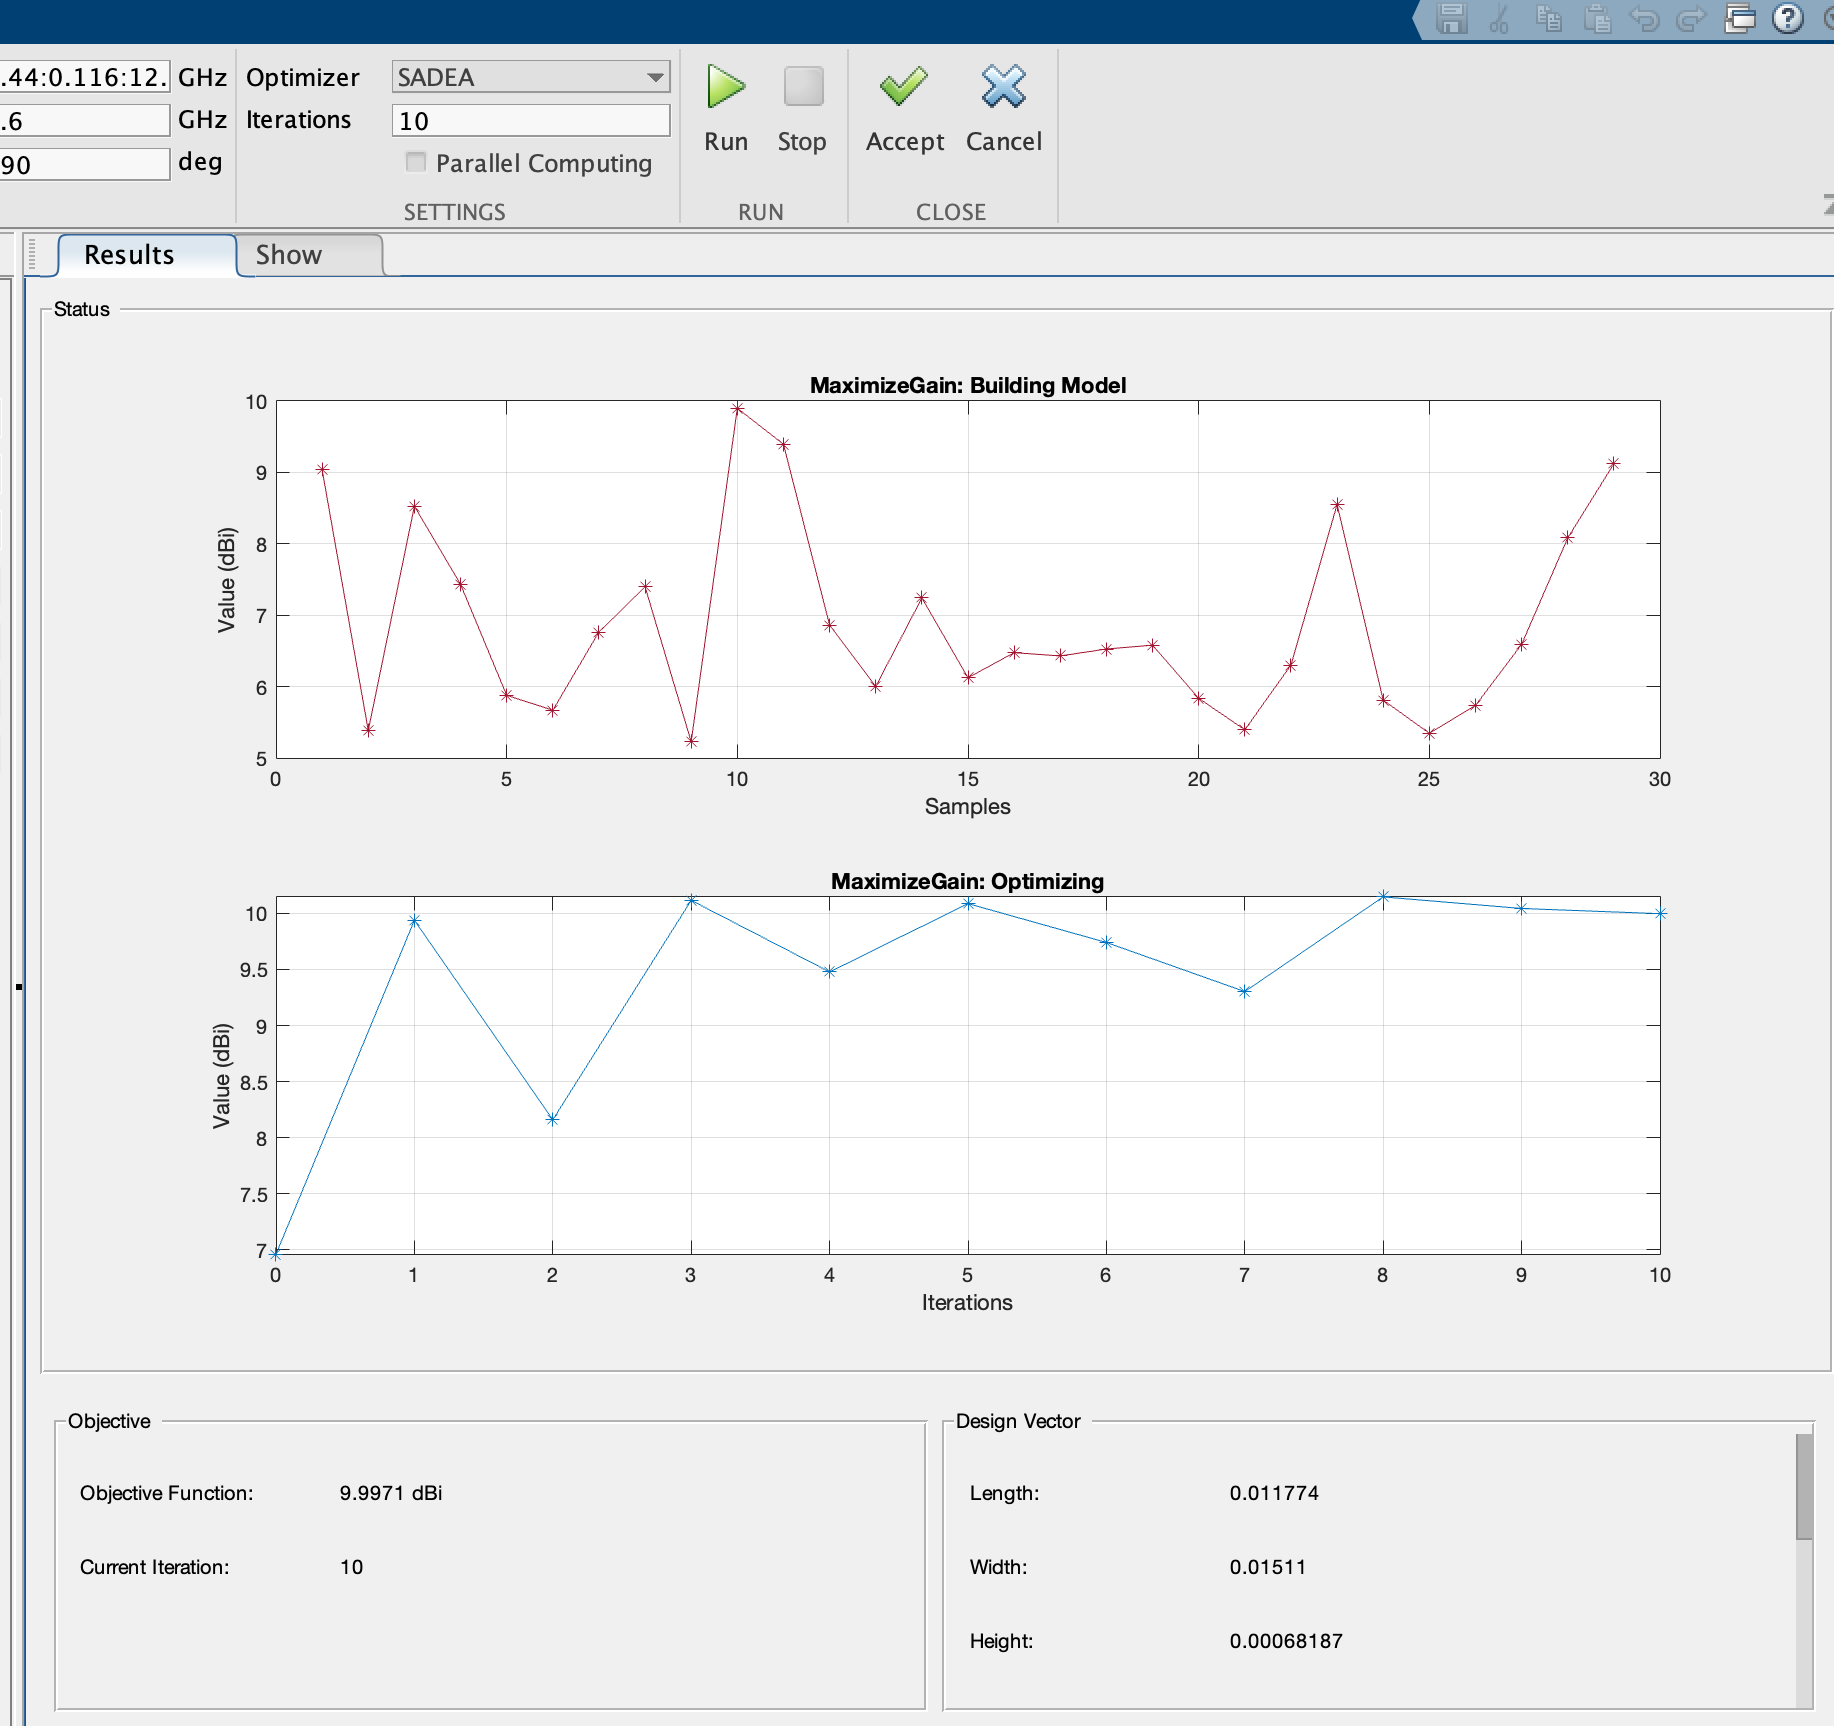 .44:0.116:12. GHz Optimizer SADEA
.6 GHz Iterations 10
90 deg Parallel Computing
Run Stop Accept Cancel
SETTINGS RUN CLOSE
Results Show
Status
MaximizeGain: Building Model
10
9
8
7
6
5
Value (dBi)
0 5 10 15 20 25 30
Samples
MaximizeGain: Optimizing
10
9.5
9
8.5
8
7.5
7
Value (dBi)
0 1 2 3 4 5 6 7 8 9 10
Iterations
Objective
Objective Function: 9.9971 dBi
Current Iteration: 10
Design Vector
Length: 0.011774
Width: 0.01511
Height: 0.00068187